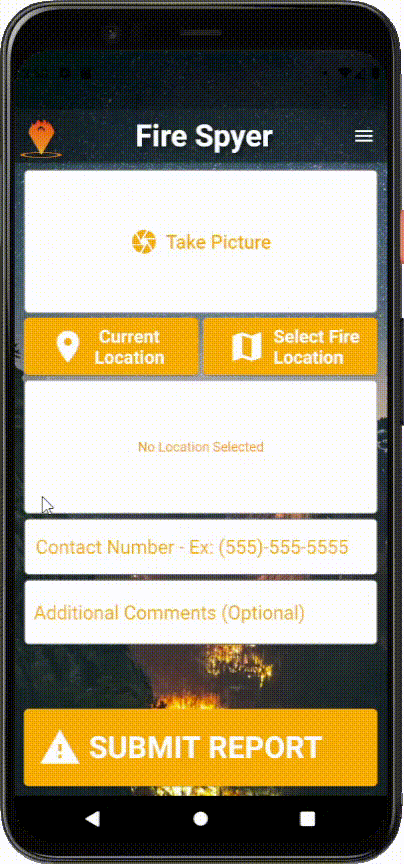 Fire Spyer
Take Picture
Current
Location
Select Fire
Location
No Location Selected
Contact Number - Ex: (555)-555-5555
Additional Comments (Optional)
SUBMIT REPORT